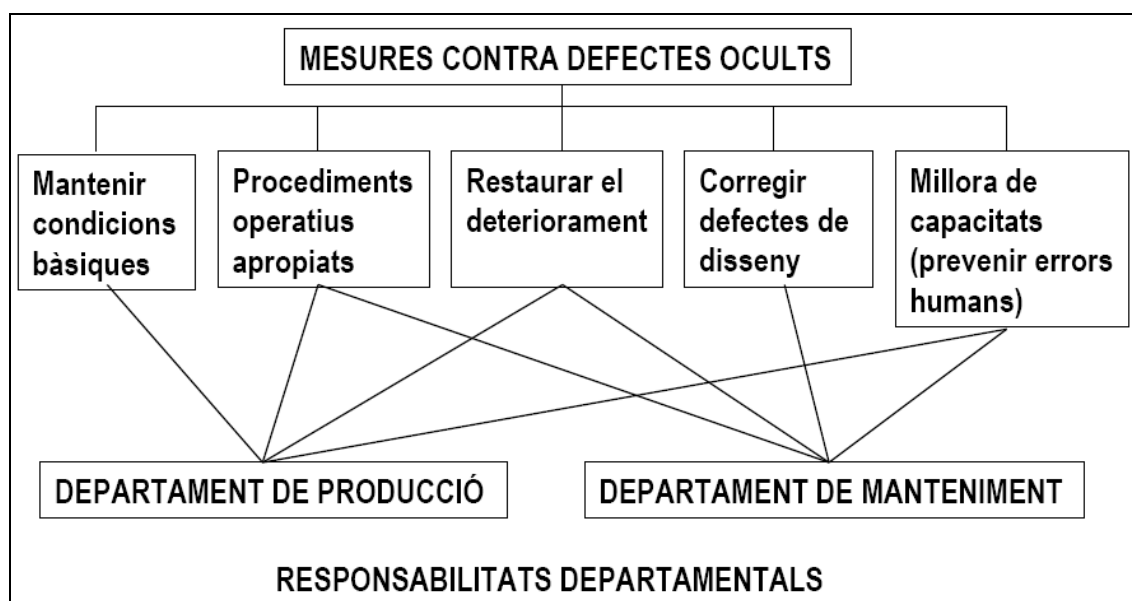 MESURES CONTRA DEFECTES OCULTS
Mantenir
condicions
bàsiques
Procediments
operatius
apropiats
Restaurar el
deteriorament
Corregir
defectes de
disseny
Millora de
capacitats
(prevenir errors
humans)
DEPARTAMENT DE PRODUCCIÓ
DEPARTAMENT DE MANTENIMENT
RESPONSABILITATS DEPARTAMENTALS